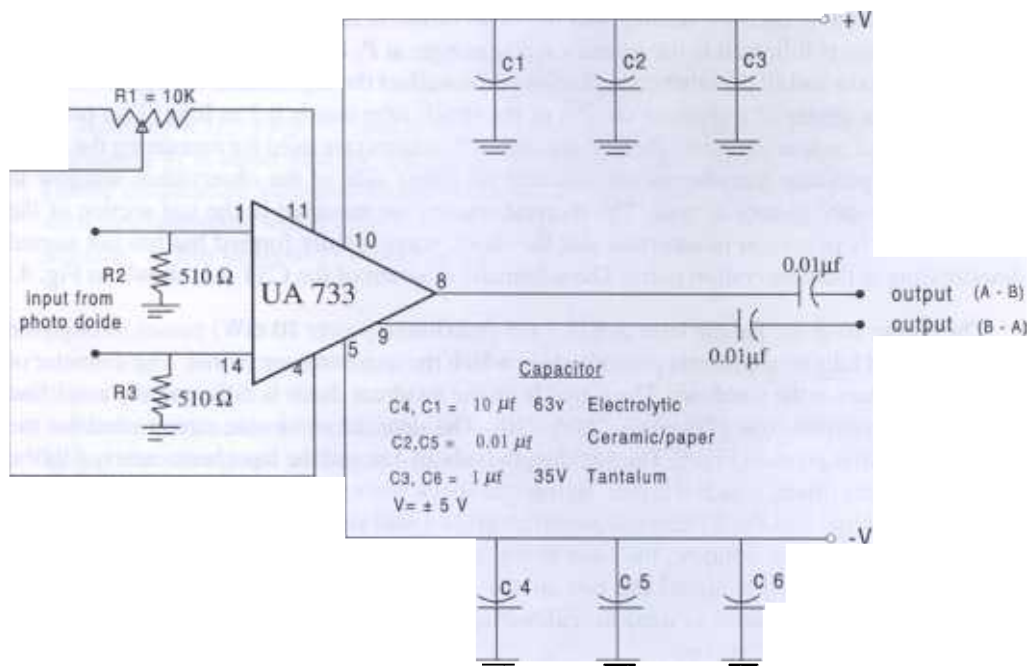 +V
C1
C2
C3
R1 = 10K
1
11
10
R2
510 Ω
input from
photo doide
UA 733
8
0.01µf
output (A - B)
output (B - A)
0.01µf
9
5
14
4
R3
510 Ω
Capacitor
C4, C1 = 10 µf 63v Electrolytic
C2,C5 = 0.01 µf Ceramic/paper
C3, C6 = 1 µf 35V Tantalum
V= ± 5 V
-V
C 4
C 5
C 6